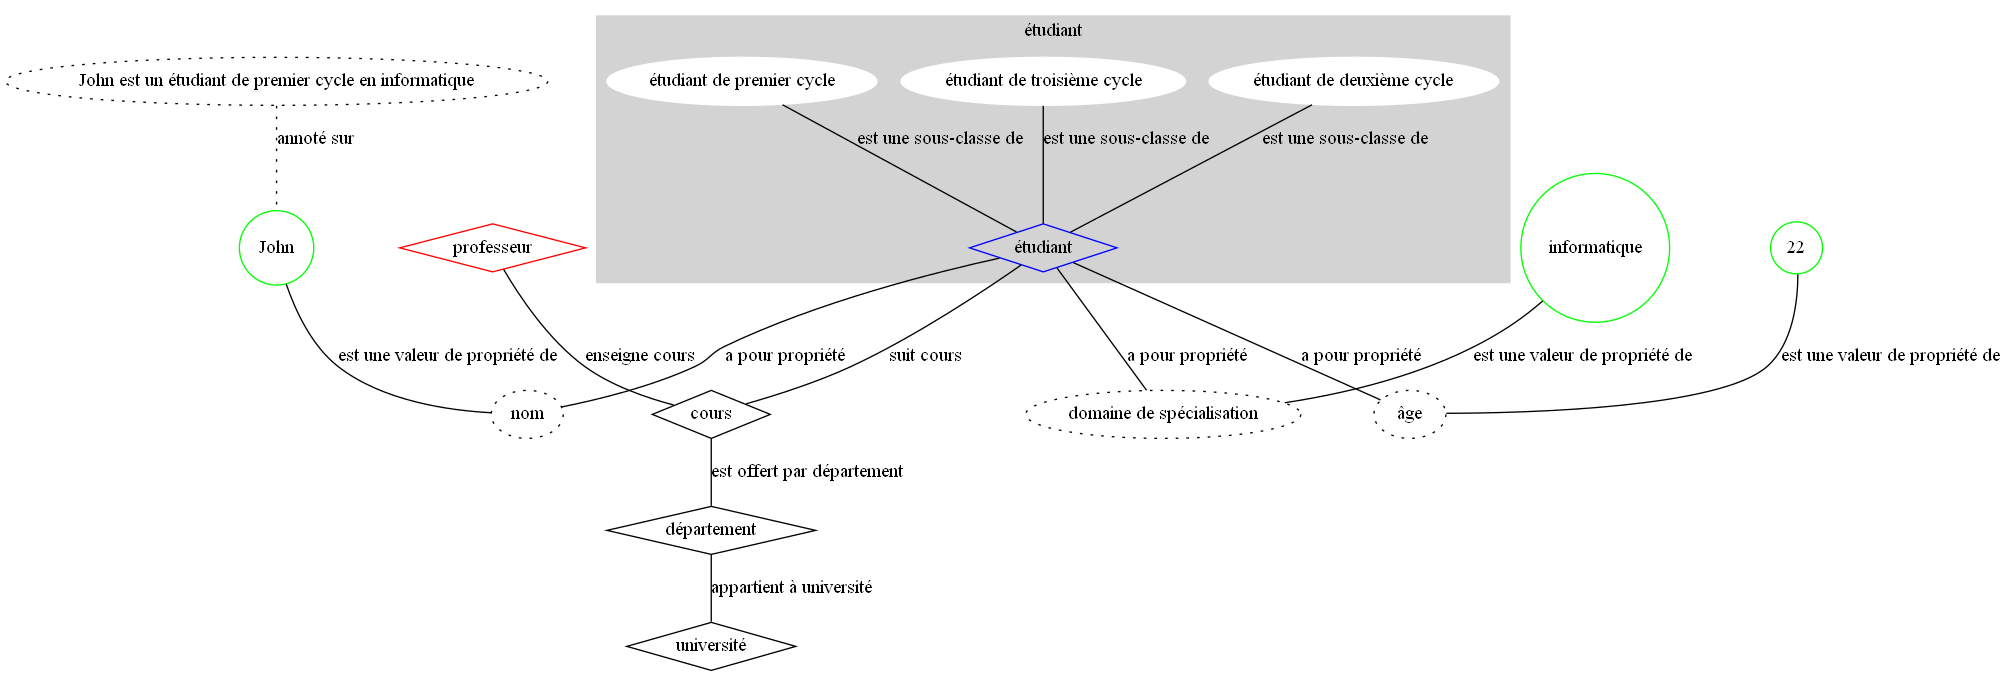 étudiant
John est un étudiant de premier cycle en informatique
étudiant de premier cycle
étudiant de troisième cycle
étudiant de deuxième cycle
annoté sur
est une sous-classe de
est une sous-classe de
est une sous-classe de
John
professeur
étudiant
informatique
22
est une valeur de propriété de
enseigne cours
a pour propriété
suit cours
a pour propriété
a pour propriété
est une valeur de propriété de
est une valeur de propriété de
nom
cours
domaine de spécialisation
âge
est offert par département
département
appartient à université
université